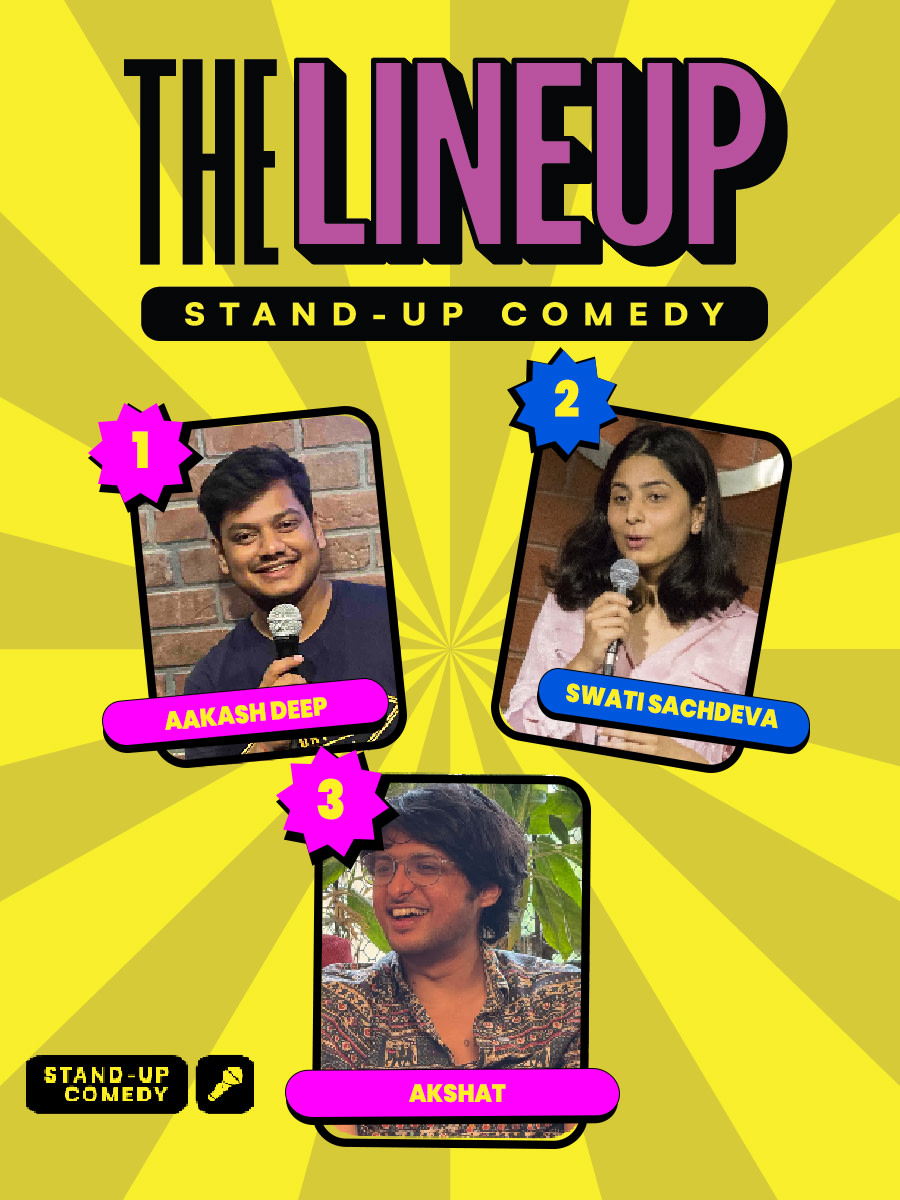 THE LINEUP
STAND-UP COMEDY
1
2
AAKASH DEEP
SWATI SACHDEVA
3
AKSHAT
STAND-UP
COMEDY